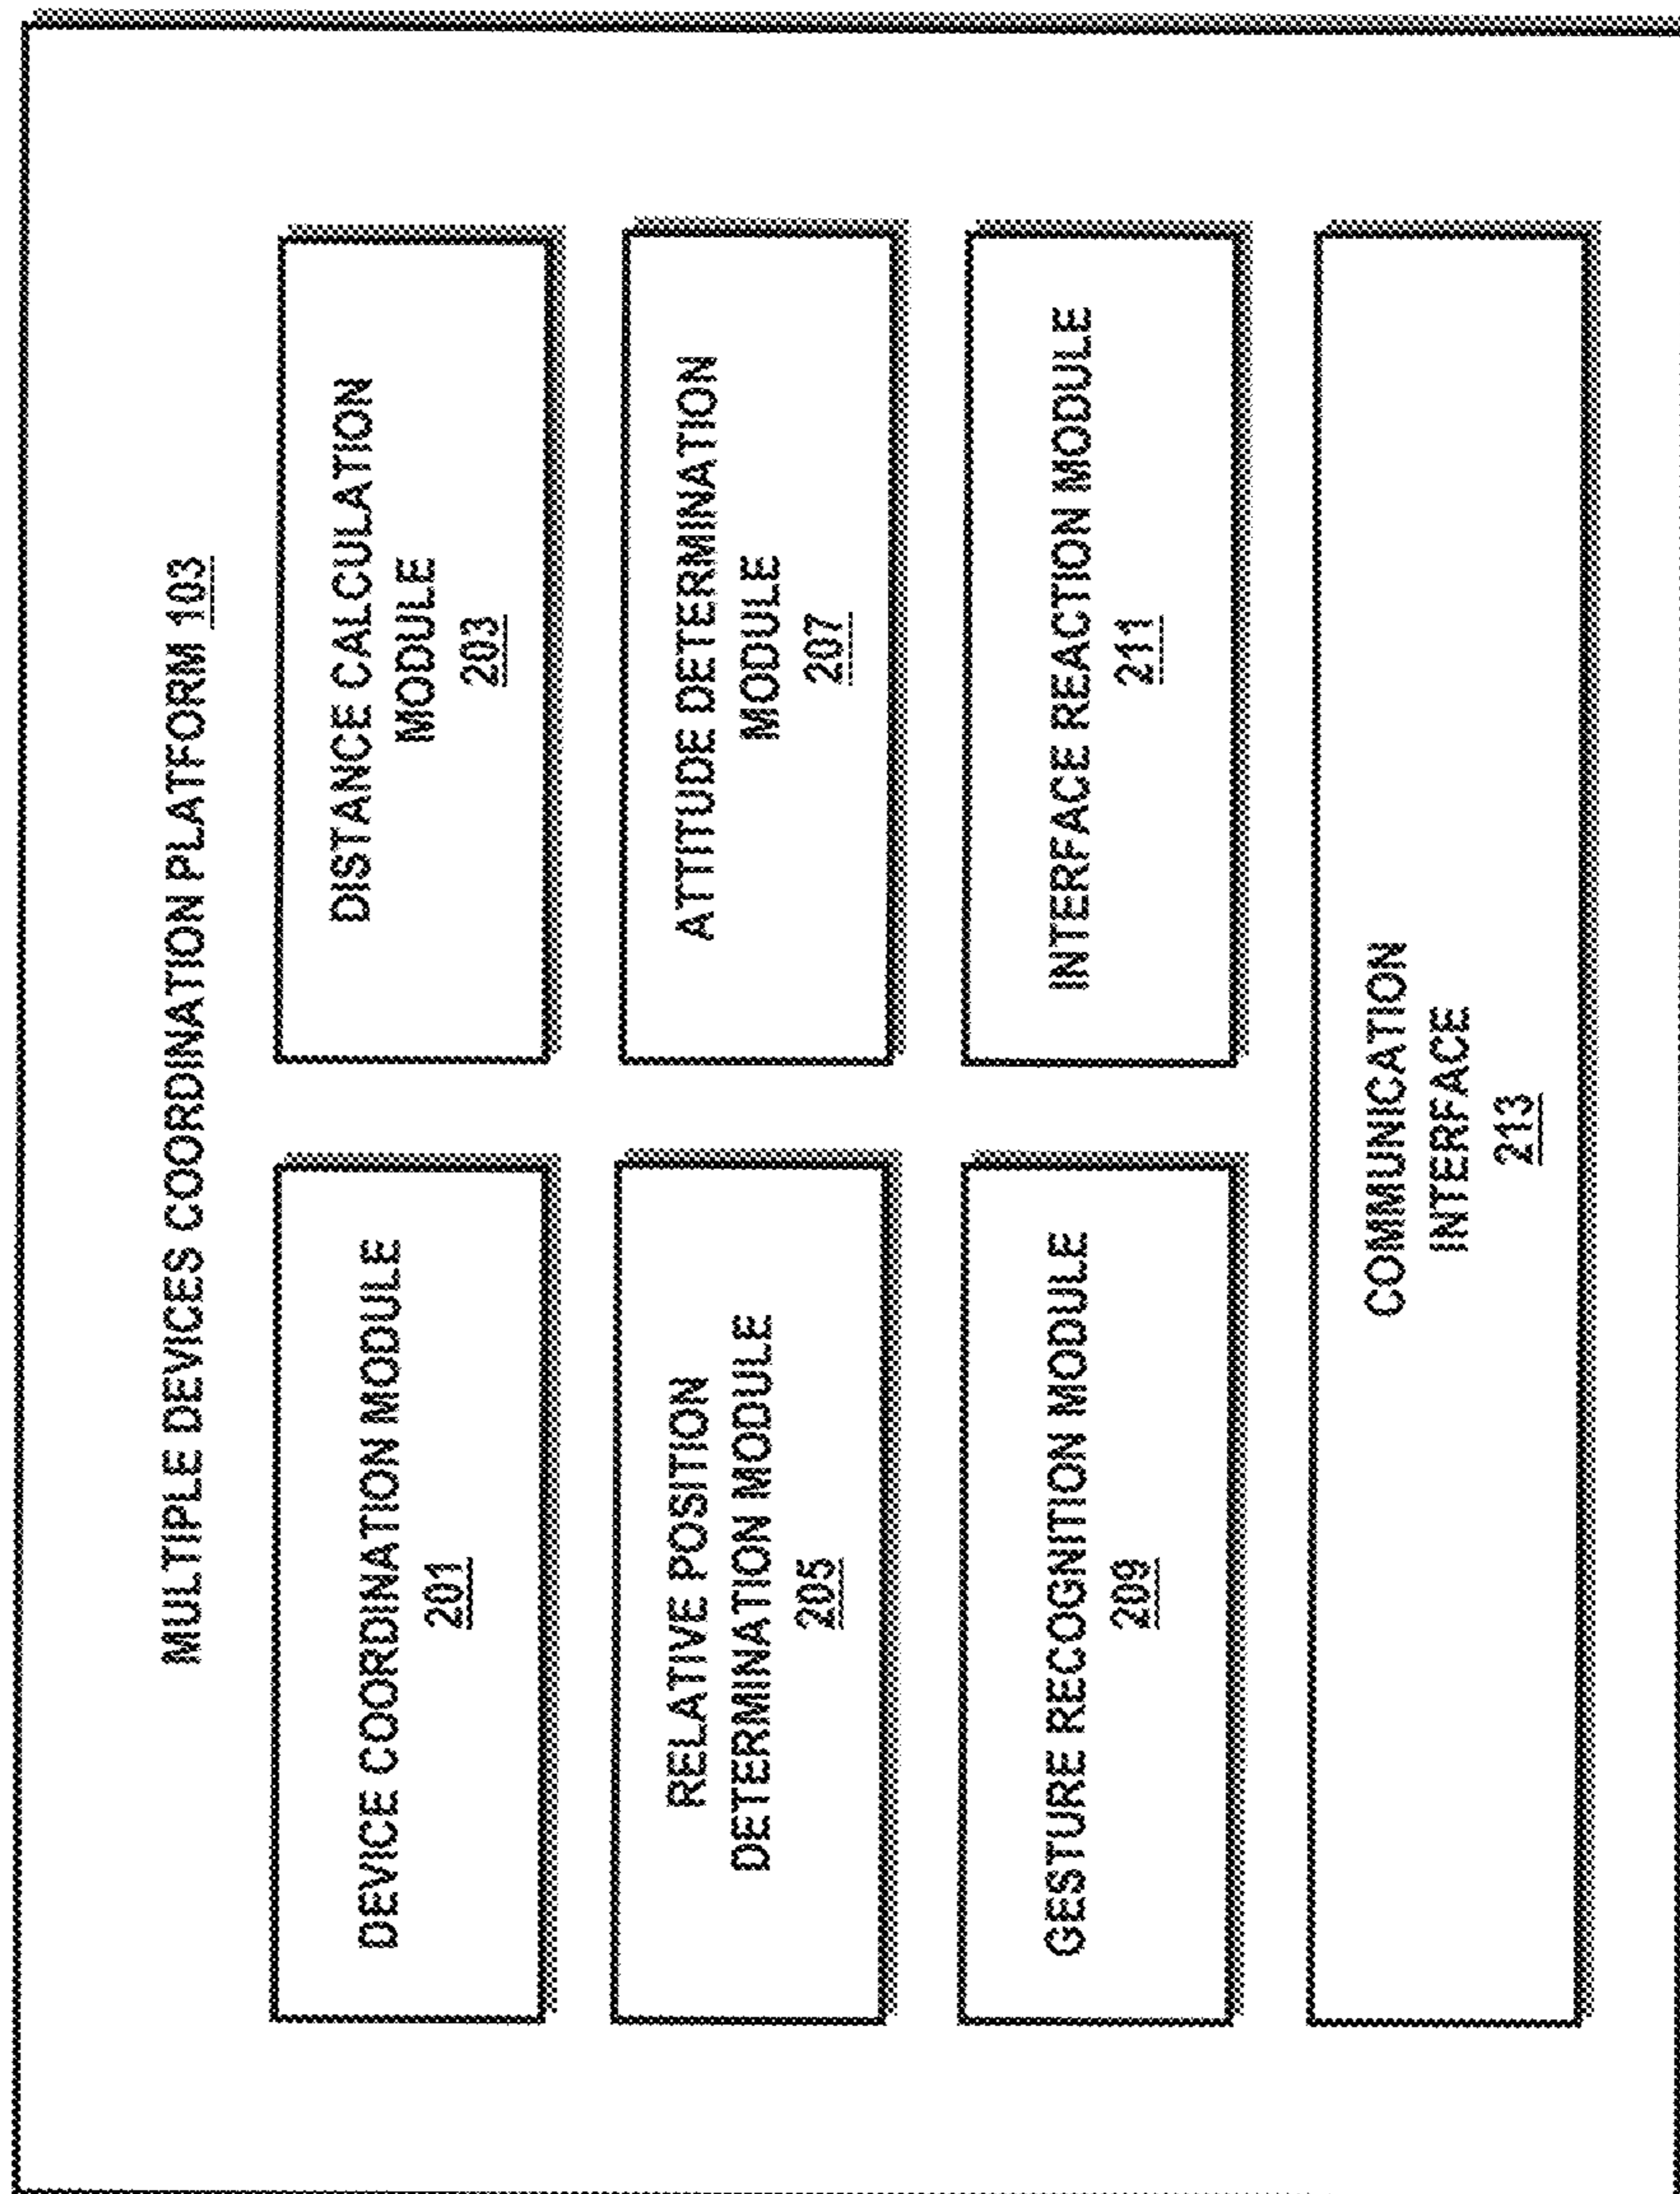 MULTIPLE DEVICES COORDINATION PLATFORM 103
DEVICE COORDINATION MODULE
201
DISTANCE CALCULATION
MODULE
203
RELATIVE POSITION
DETERMINATION MODULE
205
ATTITUDE DETERMINATION
MODULE
207
GESTURE RECOGNITION MODULE
209
INTERFACE REACTION MODULE
211
COMMUNICATION
INTERFACE
213